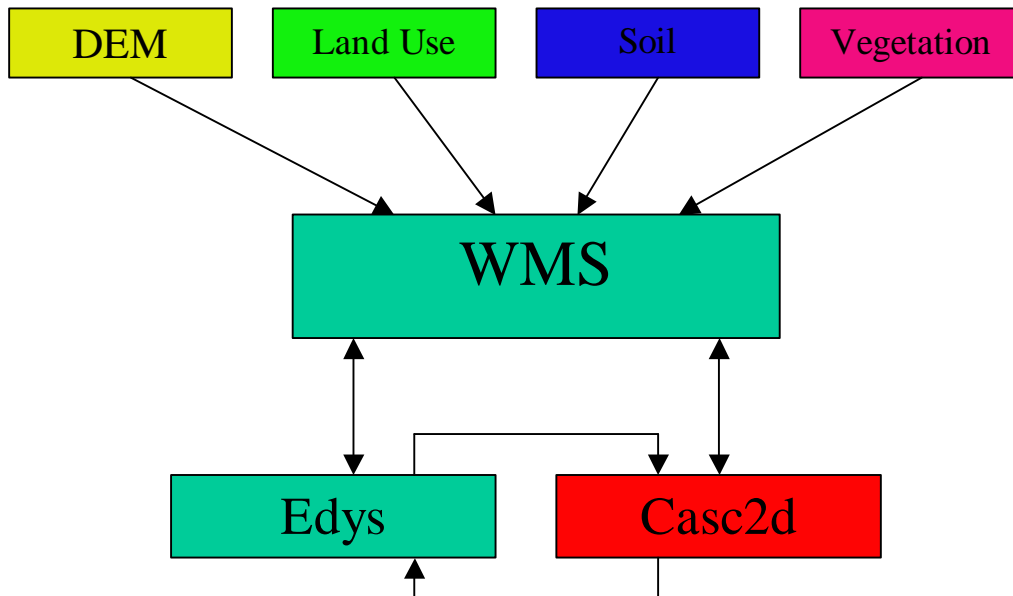 DEM
Land Use
Soil
Vegetation
WMS
Edys
Casc2d